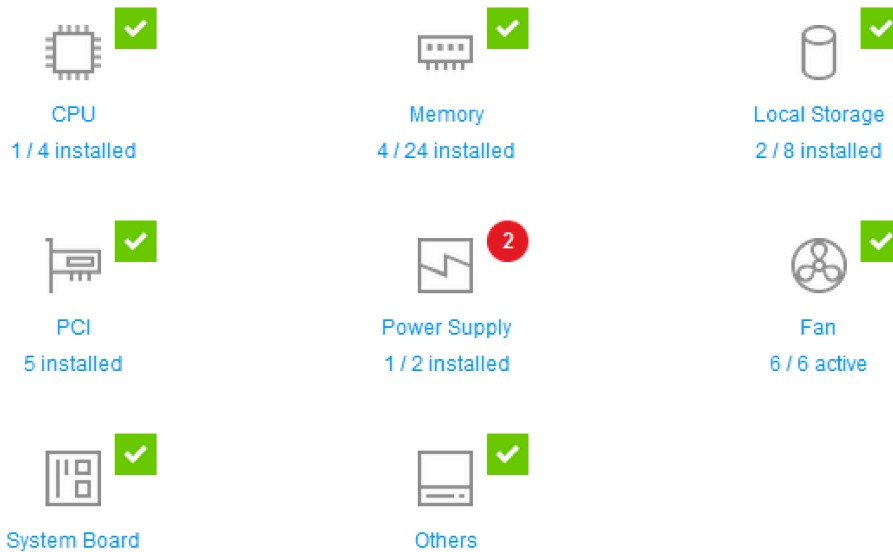 CPU
1 / 4 installed
Memory
4 / 24 installed
Local Storage
2 / 8 installed
2
PCI
5 installed
Power Supply
1 / 2 installed
Fan
6 / 6 active
System Board
Others